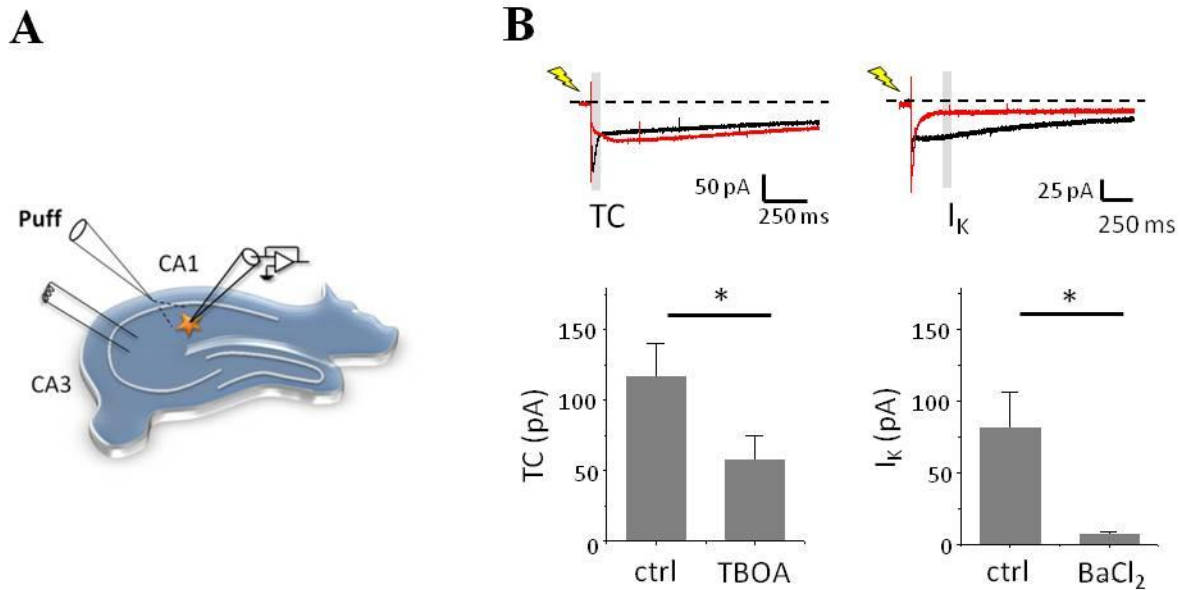 A
Puff
CA1
CA3
B
50 pA
250 ms
TC
25 pA
250 ms
I_K
*
150
100
50
0
TC (pA)
ctrl TBOA
*
150
100
50
0
I_K (pA)
ctrl BaCl₂